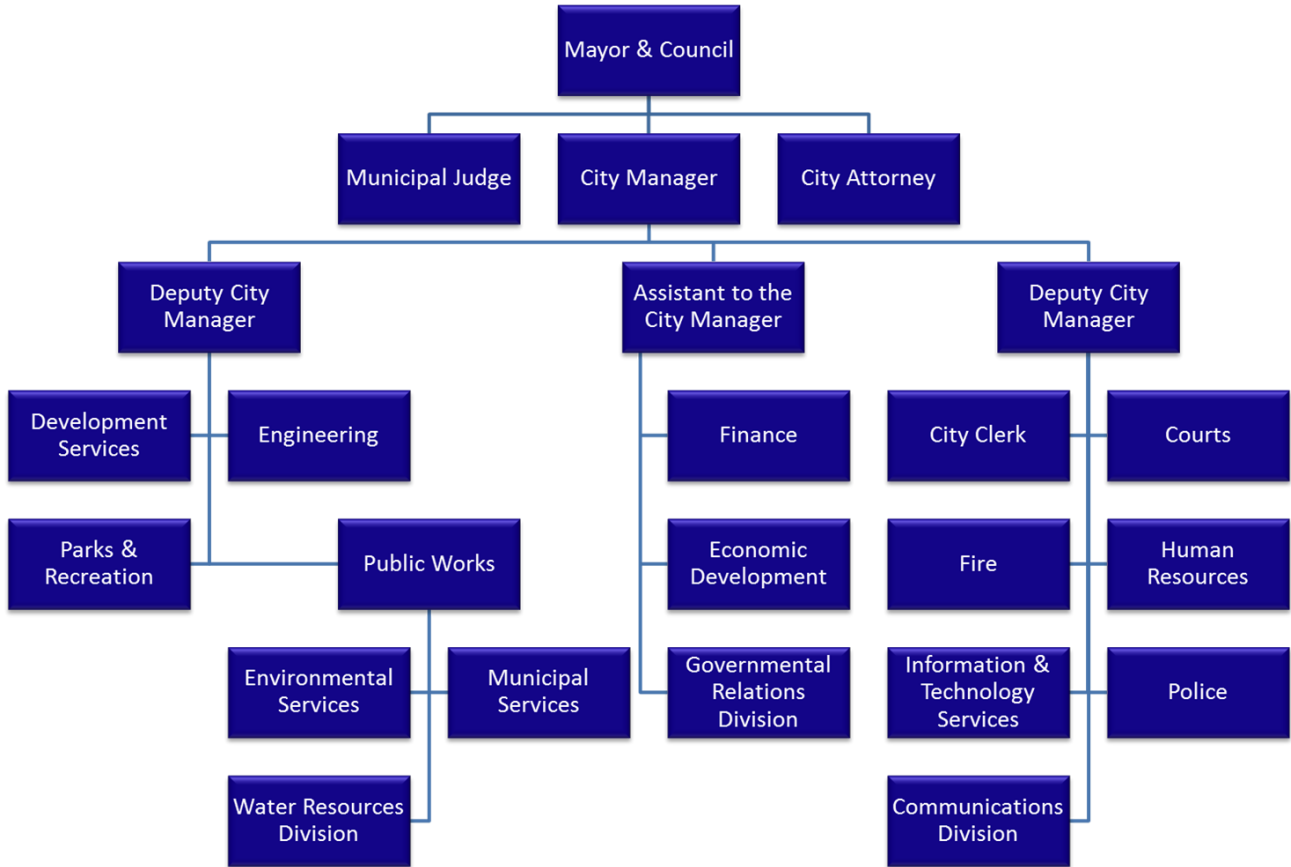 Mayor & Council
Municipal Judge
City Manager
City Attorney
Deputy City
Manager
Assistant to the
City Manager
Deputy City
Manager
Development
Services
Engineering
Finance
City Clerk
Courts
Parks &
Recreation
Public Works
Economic
Development
Fire
Human
Resources
Environmental
Services
Municipal
Services
Governmental
Relations
Division
Information &
Technology
Services
Police
Water Resources
Division
Communications
Division